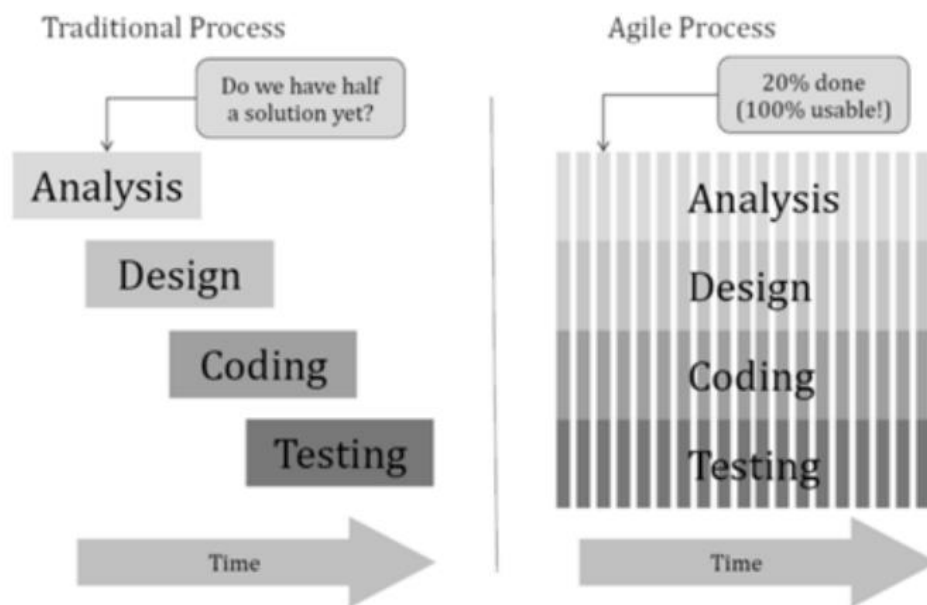 Traditional Process
Do we have half
a solution yet?
Analysis
Design
Coding
Testing
Time
Agile Process
20% done
(100% usable!)
Analysis
Design
Coding
Testing
Time